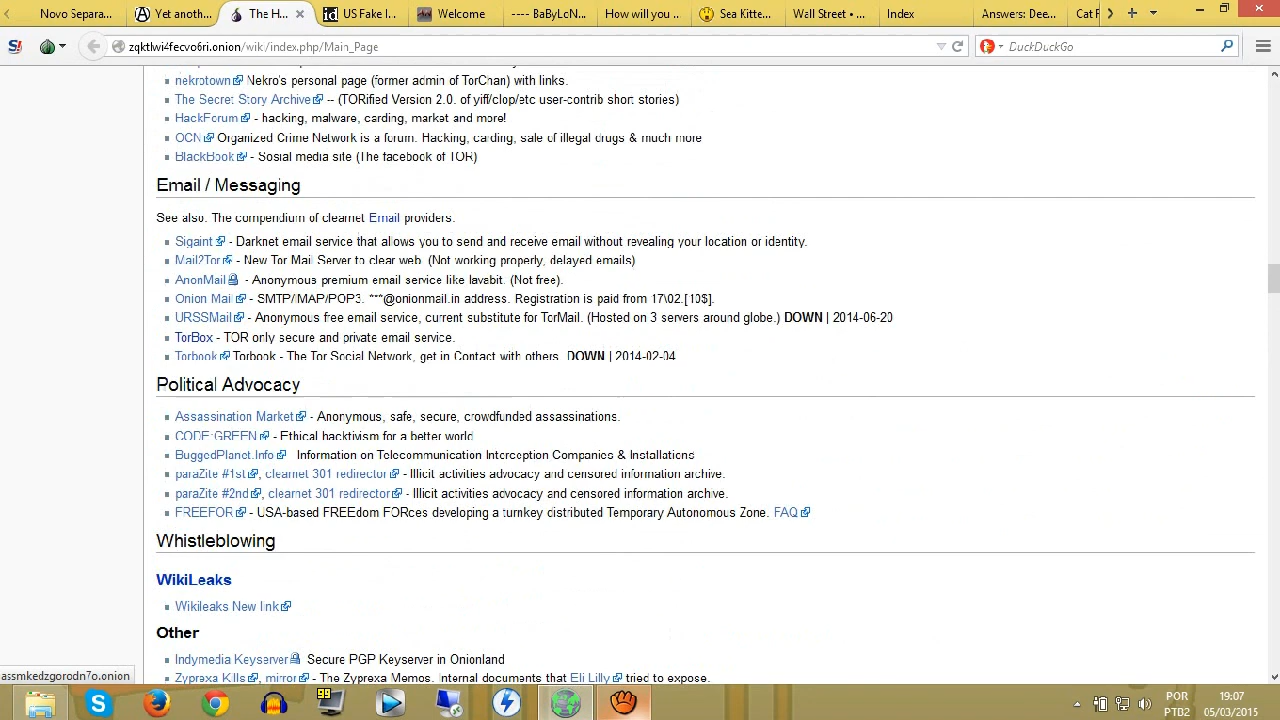 Novo Separa... Yet anoth... The H... US Fake I... Welcome ---- BaByLoN... How will you ... Sea Kitte... Wall Street • ... Index Answers: Dee... Cat F
zqktlwi4fecvo6ri.onion/wiki/index.php/Main_Page DuckDuckGo
nekrotown Nekro's personal page (former admin of TorChan) with links.
The Secret Story Archive – (TORified Version 2.0. of yiff/clop/etc user-contrib short stories)
HackForum - hacking, malware, carding, market and more!
OCN Organized Crime Network is a forum. Hacking, carding, sale of illegal drugs & much more
BlackBook - Sosial media site (The facebook of TOR)
Email / Messaging
See also. The compendium of clearnet Email providers.
Sigaint - Darknet email service that allows you to send and receive email without revealing your location or identity.
Mail2Tor - New Tor Mail Server to clear web. (Not working properly, delayed emails)
AnonMail - Anonymous premium email service like lavabit. (Not free).
Onion Mail - SMTP/IMAP/POP3. ***@onionmail.in address. Registration is paid from 17\02.[10$].
URSSMail - Anonymous free email service, current substitute for TorMail. (Hosted on 3 servers around globe.) DOWN | 2014-06-20
TorBox - TOR only secure and private email service.
Torbook Torbook - The Tor Social Network, get in Contact with others. DOWN | 2014-02-04
Political Advocacy
Assassination Market - Anonymous, safe, secure, crowdfunded assassinations.
CODE:GREEN - Ethical hacktivism for a better world
BuggedPlanet.Info - Information on Telecommunication Interception Companies & Installations
paraZite #1st, clearnet 301 redirector - Illicit activities advocacy and censored information archive.
paraZite #2nd, clearnet 301 redirector - Illicit activities advocacy and censored information archive.
FREEFOR - USA-based FREEdom FORces developing a turnkey distributed Temporary Autonomous Zone. FAQ
Whistleblowing
WikiLeaks
Wikileaks New link
Other
Indymedia Keyserver Secure PGP Keyserver in Onionland
Zyprexa Kills, mirror - The Zyprexa Memos. Internal documents that Eli Lilly tried to expose.
assmkedzgorodn7o.onion
99
POR 19:07
PTB2 05/03/2015